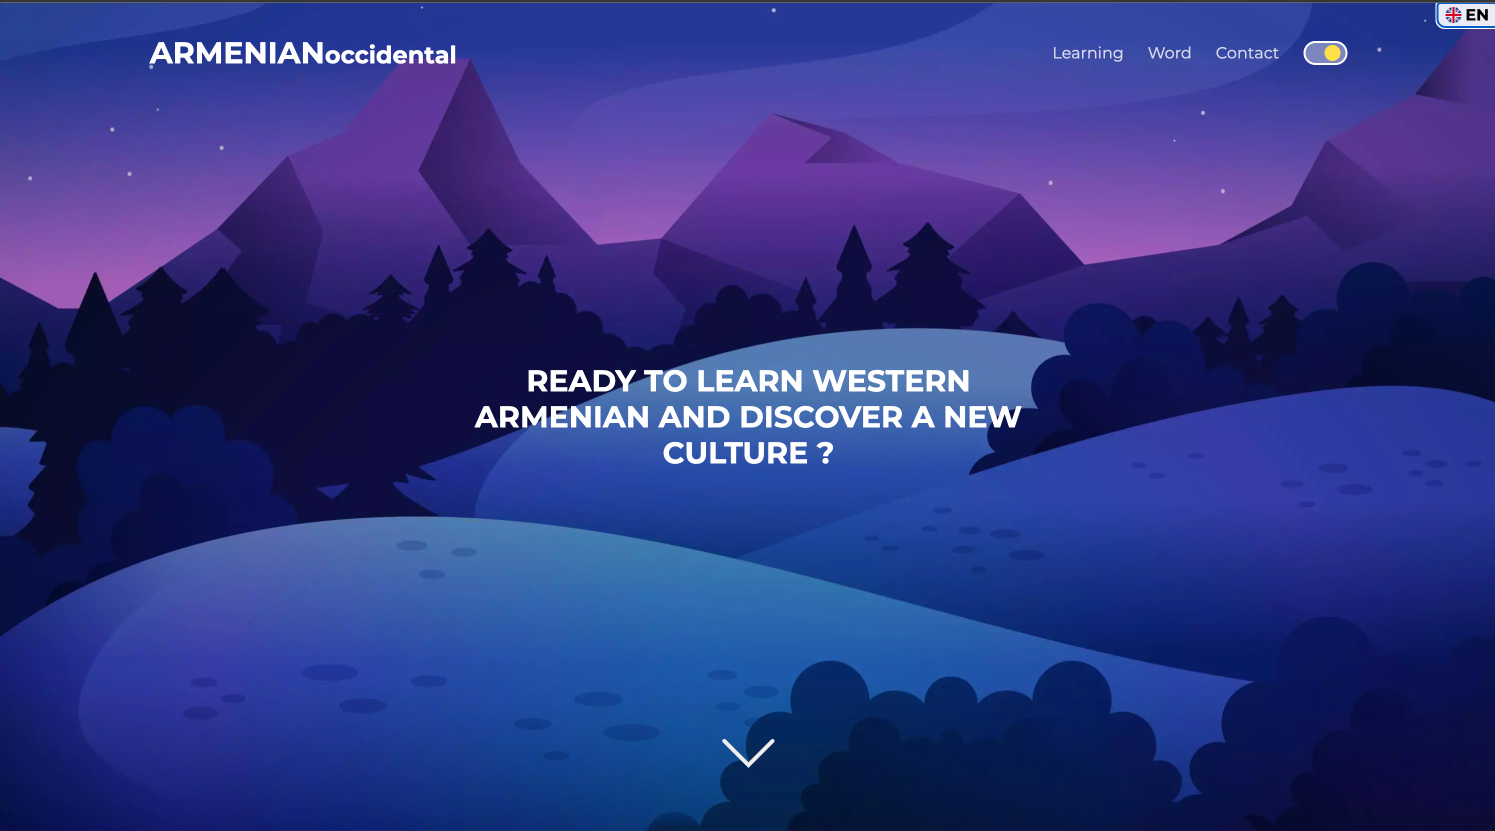 EN
ARMENIANoccidental
Learning Word Contact
READY TO LEARN WESTERN
ARMENIAN AND DISCOVER A NEW
CULTURE ?